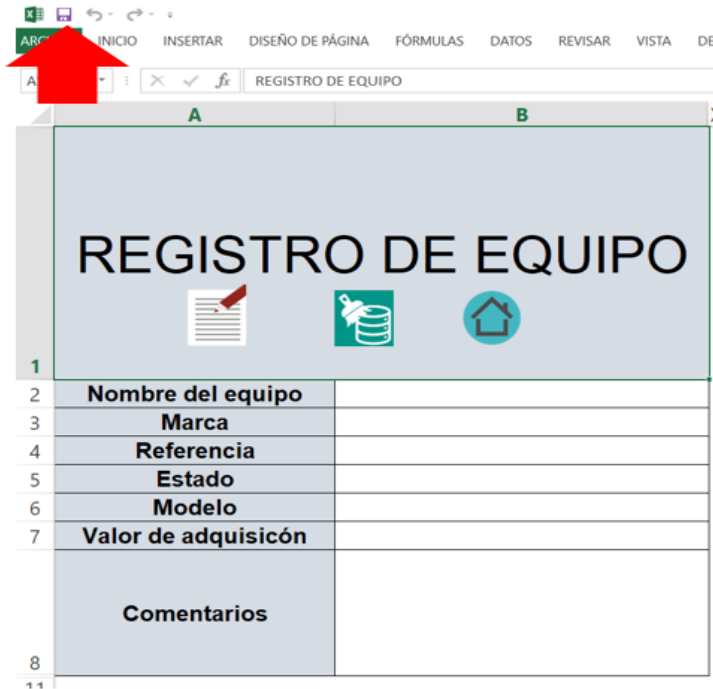 INICIO INSERTAR DISEÑO DE PÁGINA FÓRMULAS DATOS REVISAR VISTA
fx REGISTRO DE EQUIPO
A B
REGISTRO DE EQUIPO
1
2 Nombre del equipo
3 Marca
4 Referencia
5 Estado
6 Modelo
7 Valor de adquisicón
Comentarios
8